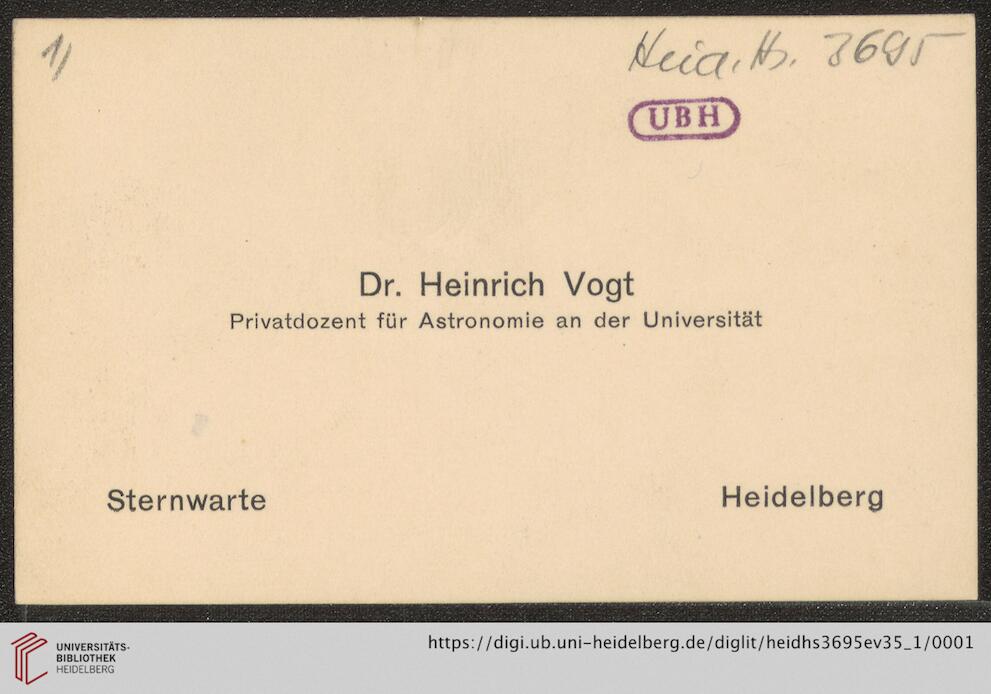 1)
Heid. Hs. 3695
UBH
Dr. Heinrich Vogt
Privatdozent für Astronomie an der Universität
Sternwarte
Heidelberg
UNIVERSITÄTS-
BIBLIOTHEK
HEIDELBERG
https://digi.ub.uni-heidelberg.de/diglit/heidhs3695ev35_1/0001